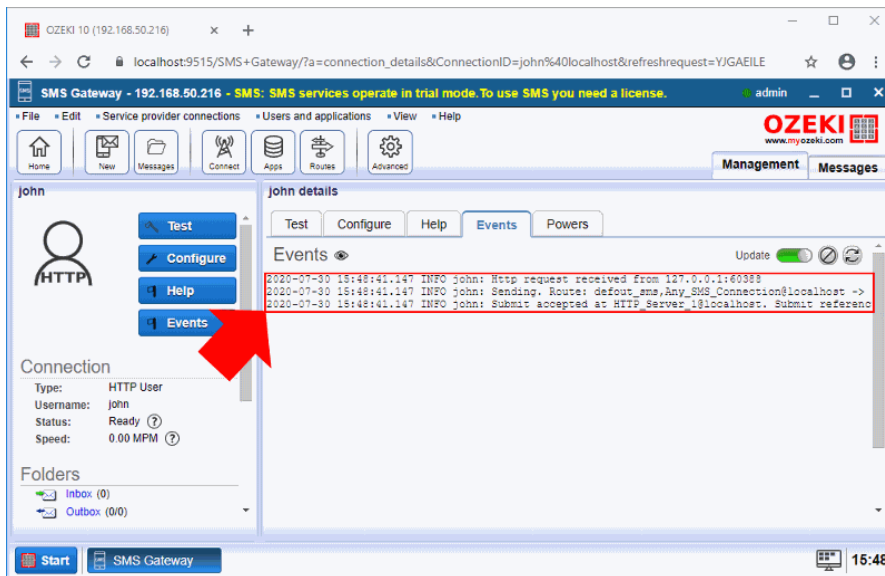 OZEKI 10 (192.168.50.216)
localhost:9515/SMS+Gateway/?a=connection_details&ConnectionID=john%40localhost&refreshrequest=YJGAEILE
SMS Gateway - 192.168.50.216 - SMS: SMS services operate in trial mode. To use SMS you need a license. admin
File Edit Service provider connections Users and applications View Help
OZEKI
www.myozeki.com
Home New Messages Connect Apps Routes Advanced
Management Messages
john
john details
Test
Configure
Help
Events
HTTP
Test Configure Help Events Powers
Events
Update
2020-07-30 15:48:41.147 INFO john: Http request received from 127.0.0.1:60388
2020-07-30 15:48:41.147 INFO john: Sending. Route: defout_sms,Any_SMS_Connection@localhost ->
2020-07-30 15:48:41.147 INFO john: Submit accepted at HTTP_Server_1@localhost. Submit referenc
Connection
Type: HTTP User
Username: john
Status: Ready ?
Speed: 0.00 MPM ?
Folders
Inbox (0)
Outbox (0/0)
Start SMS Gateway 15:48